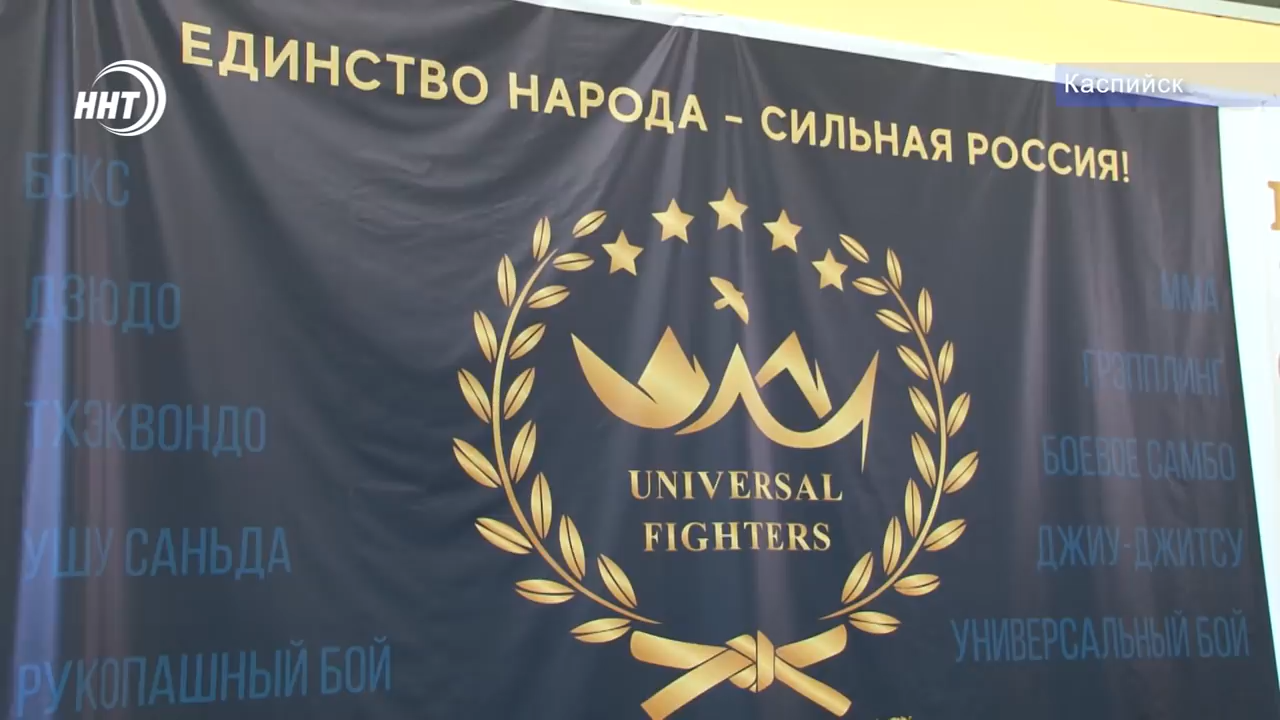 ЕДИНСТВО НАРОДА - СИЛЬНАЯ РОССИЯ!
ННТ
Каспийск
БОКС
ДЗЮДО
ТХЭКВОНДО
УШУ САНЬДА
РУКОПАШНЫЙ БОЙ
UNIVERSAL
FIGHTERS
ММА
ГРЭППЛИНГ
БОЕВОЕ САМБО
ДЖИУ-ДЖИТСУ
УНИВЕРСАЛЬНЫЙ БОЙ